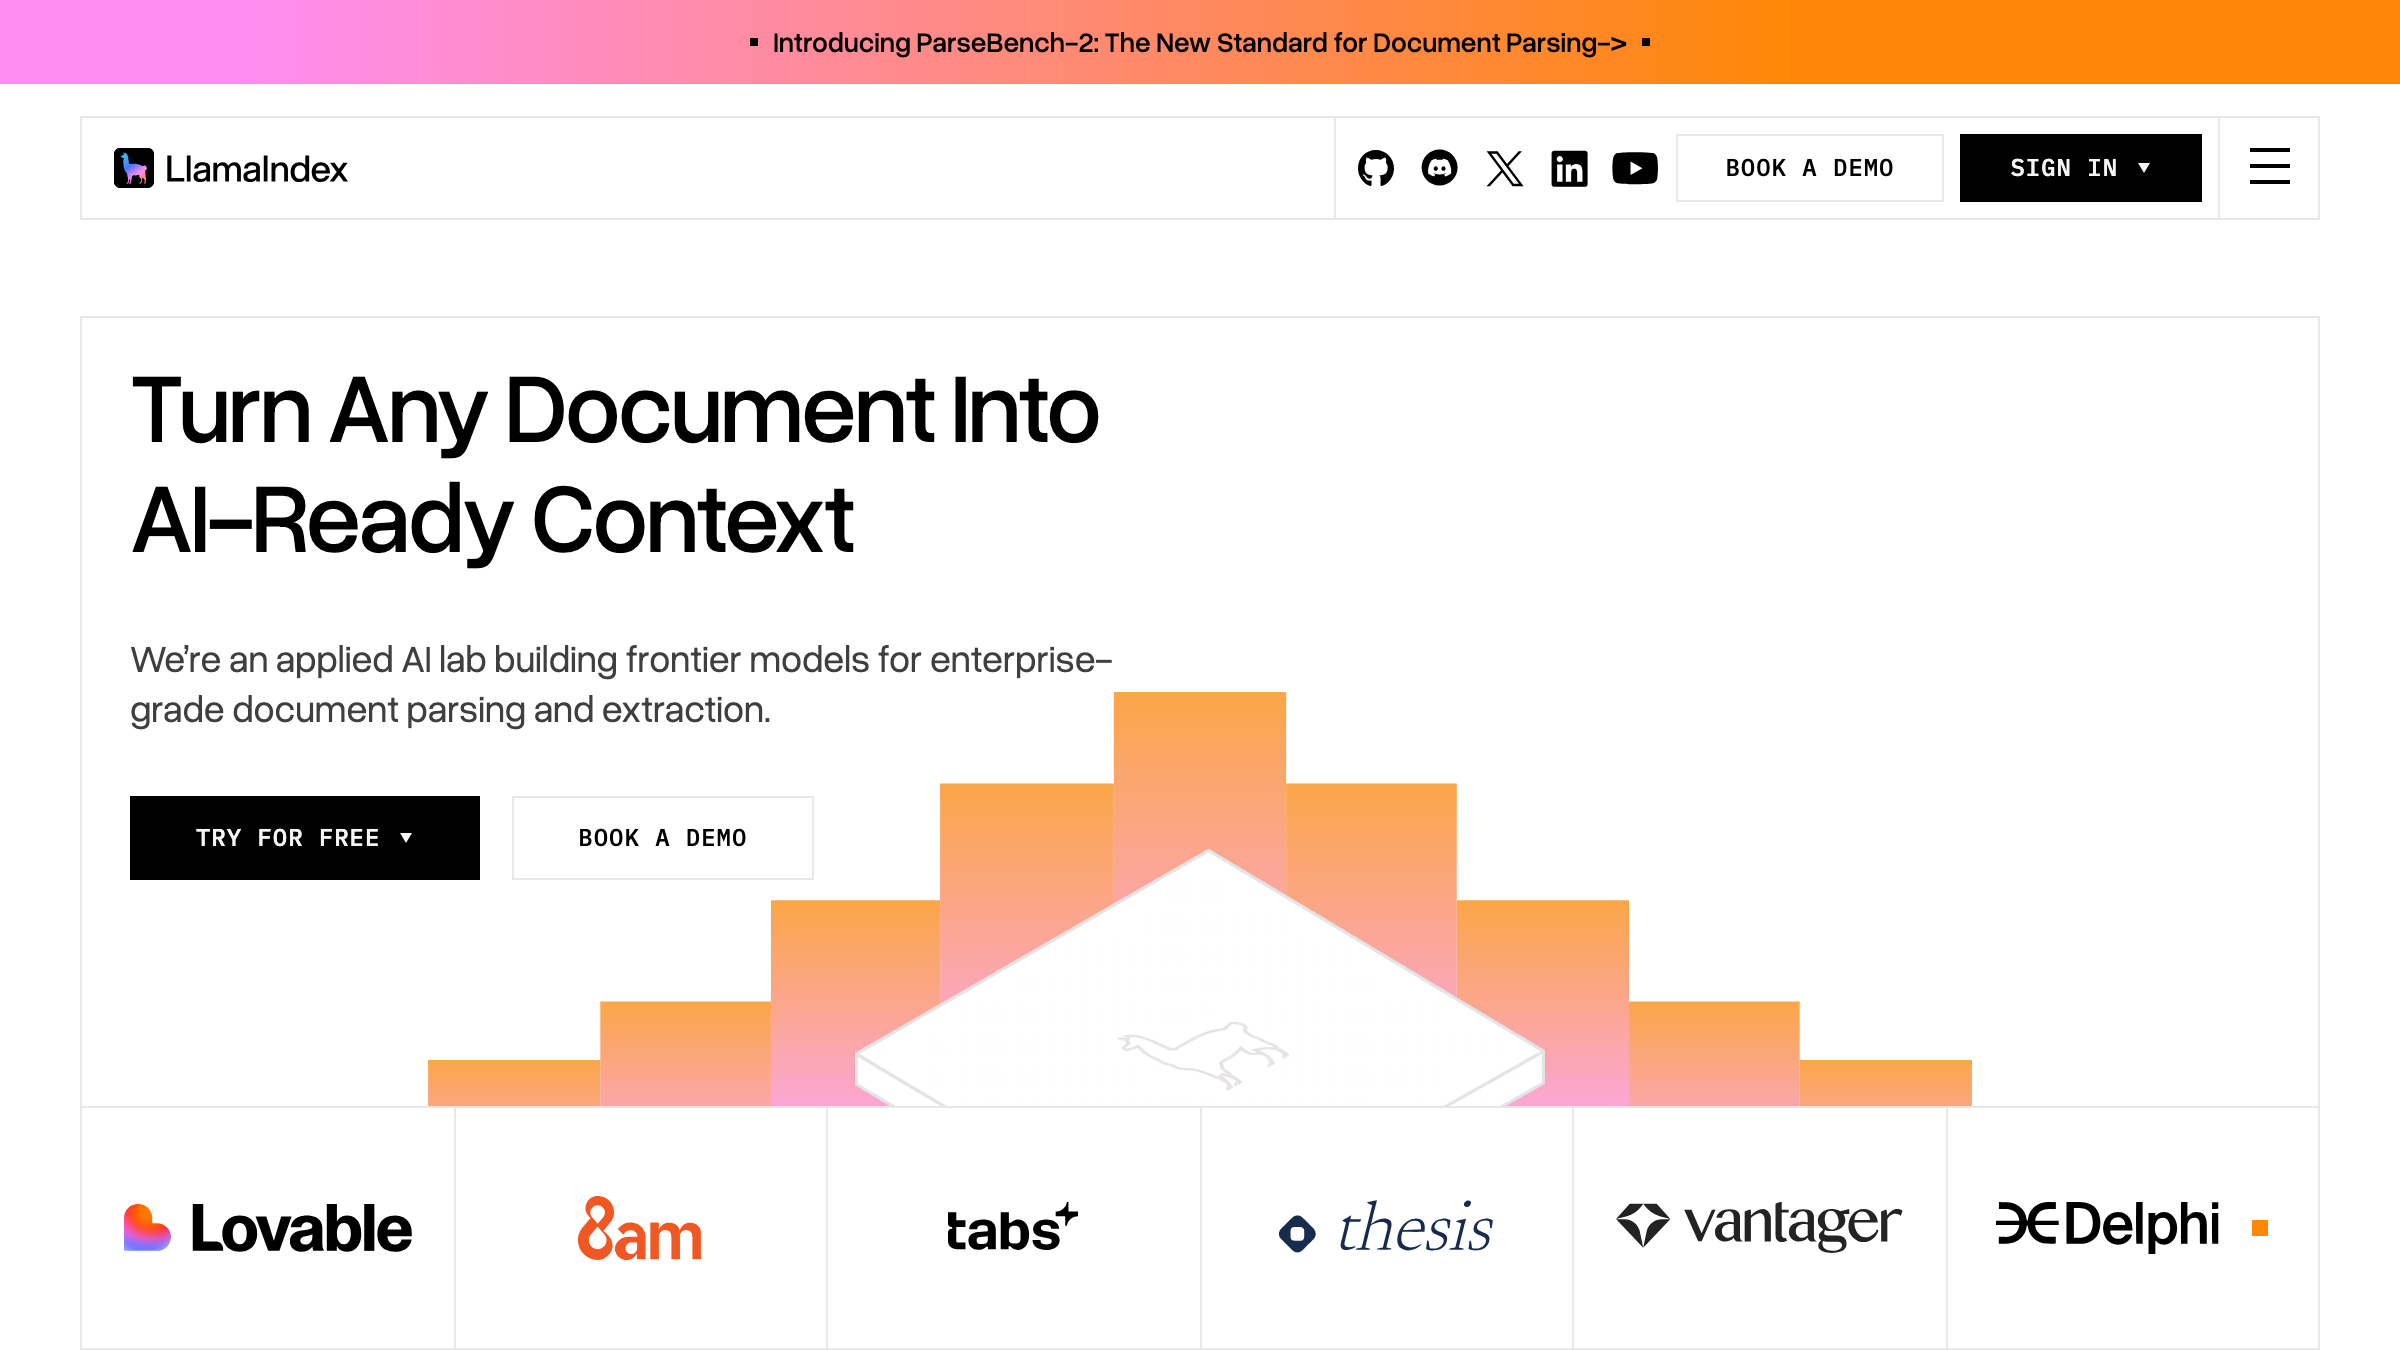 Introducing ParseBench-2: The New Standard for Document Parsing->
LlamaIndex
BOOK A DEMO
SIGN IN
Turn Any Document Into
AI-Ready Context
We're an applied AI lab building frontier models for enterprise-
grade document parsing and extraction.
TRY FOR FREE
BOOK A DEMO
Lovable
8am
tabs
thesis
vantager
Delphi